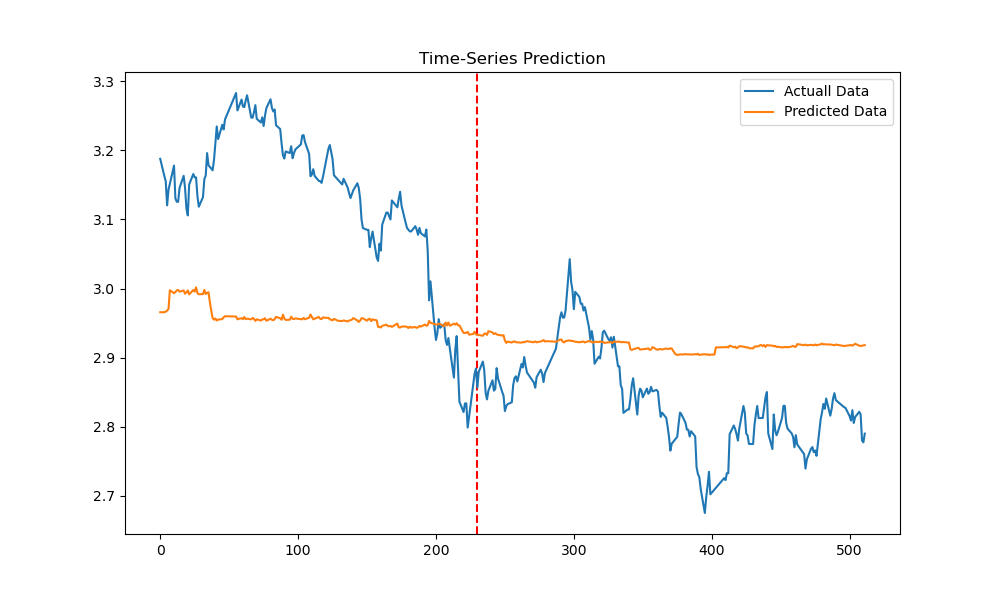 Time-Series Prediction
Actuall Data
Predicted Data
3.3
3.2
3.1
3.0
2.9
2.8
2.7
0 100 200 300 400 500